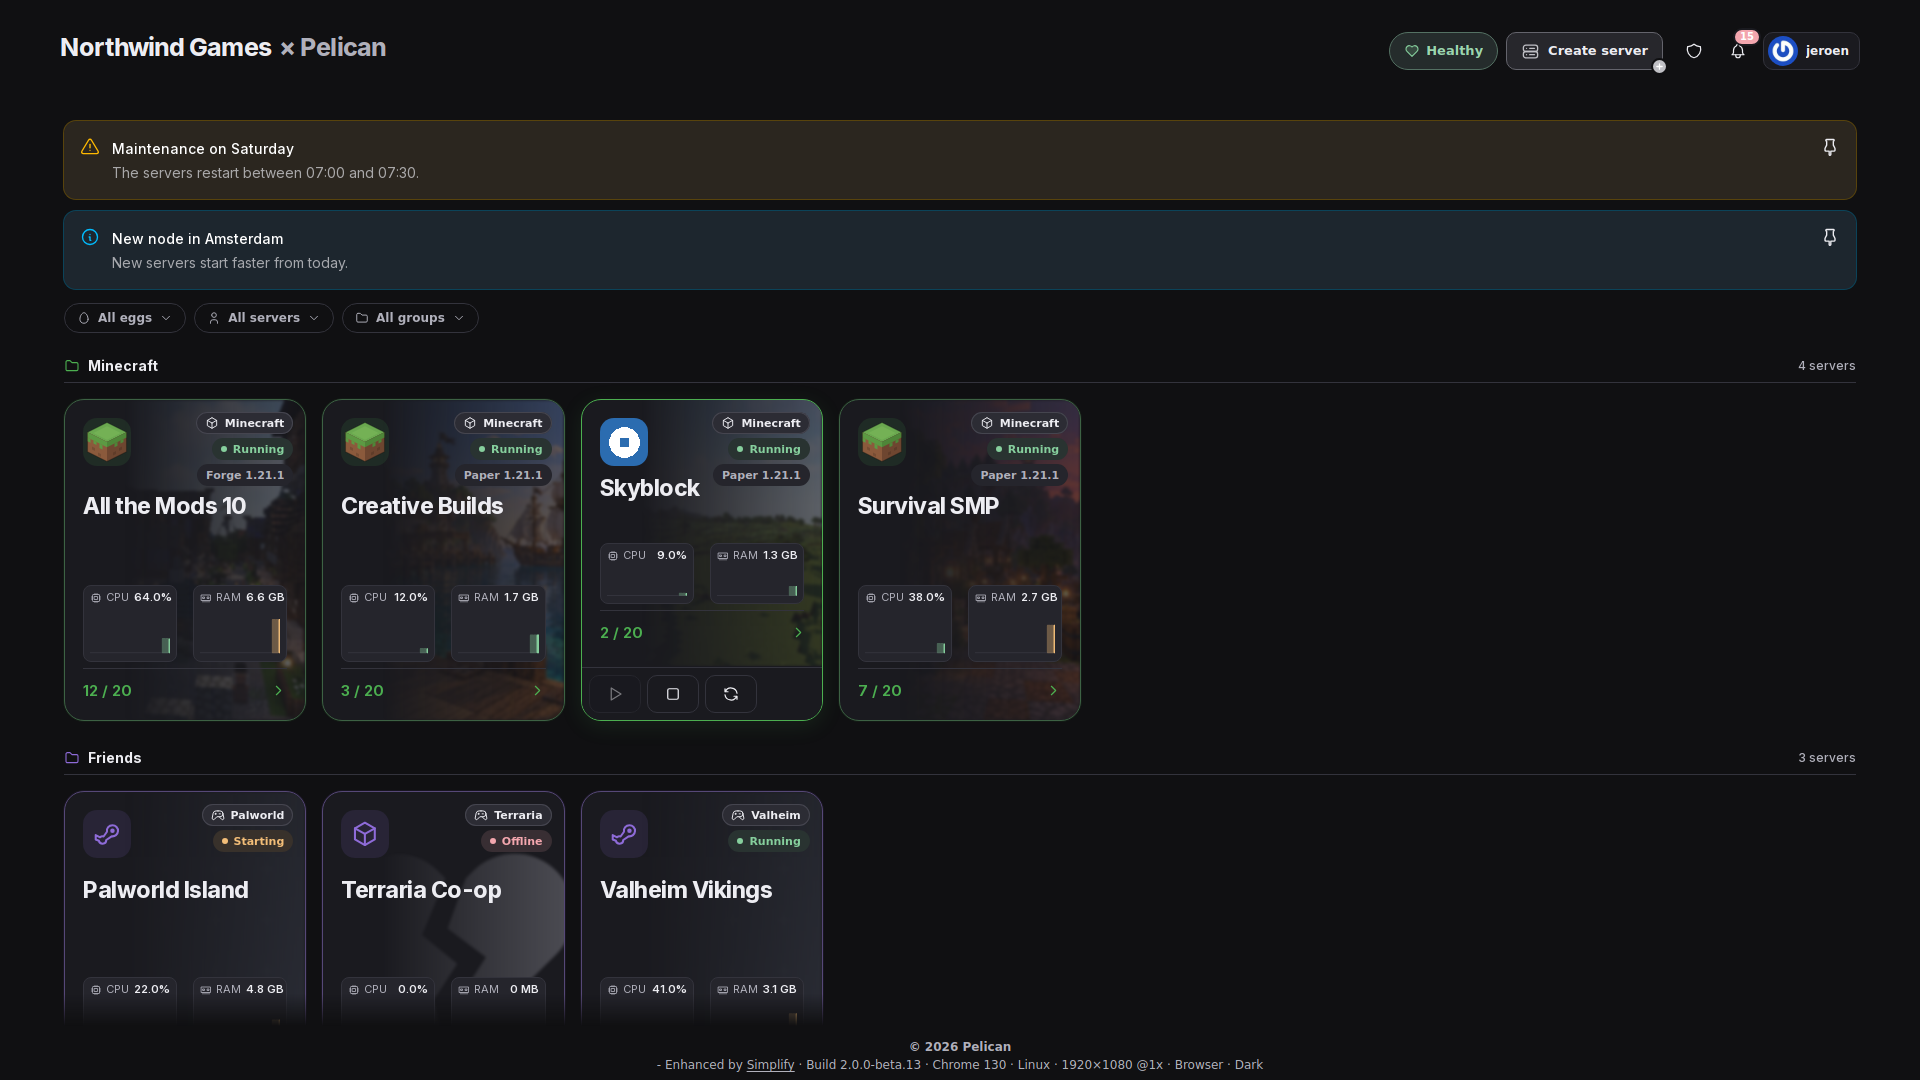 Northwind Games × Pelican
Healthy
Create server
15
jeroen
Maintenance on Saturday
The servers restart between 07:00 and 07:30.
New node in Amsterdam
New servers start faster from today.
All eggs
All servers
All groups
Minecraft
4 servers
Minecraft
Running
Forge 1.21.1
All the Mods 10
CPU 64.0%
RAM 6.6 GB
12 / 20
Minecraft
Running
Paper 1.21.1
Creative Builds
CPU 12.0%
RAM 1.7 GB
3 / 20
Minecraft
Running
Paper 1.21.1
Skyblock
CPU 9.0%
RAM 1.3 GB
2 / 20
Minecraft
Running
Paper 1.21.1
Survival SMP
CPU 38.0%
RAM 2.7 GB
7 / 20
Friends
3 servers
Palworld
Starting
Palworld Island
CPU 22.0%
RAM 4.8 GB
Terraria
Offline
Terraria Co-op
CPU 0.0%
RAM 0 MB
Valheim
Running
Valheim Vikings
CPU 41.0%
RAM 3.1 GB
© 2026 Pelican
- Enhanced by Simplify · Build 2.0.0-beta.13 · Chrome 130 · Linux · 1920×1080 @1x · Browser · Dark